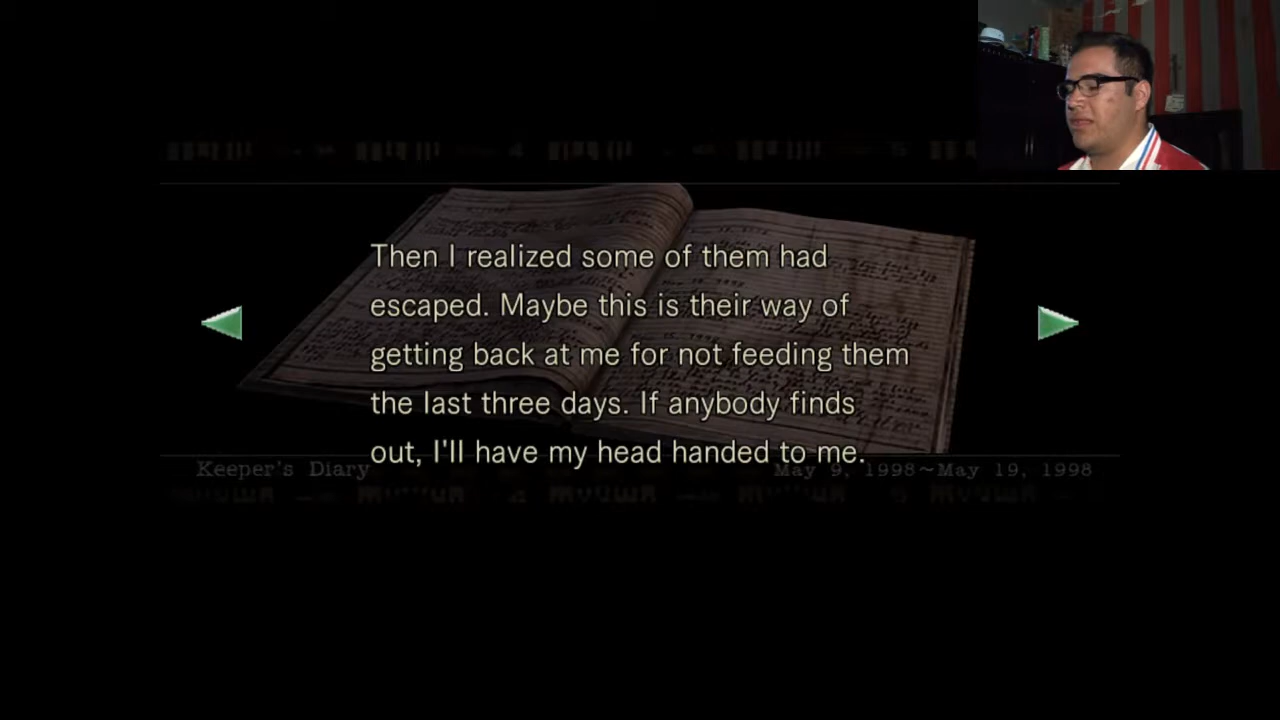 Then I realized some of them had
escaped. Maybe this is their way of
getting back at me for not feeding them
the last three days. If anybody finds
out, I'll have my head handed to me.
Keeper's Diary
May 9, 1998~May 19, 1998